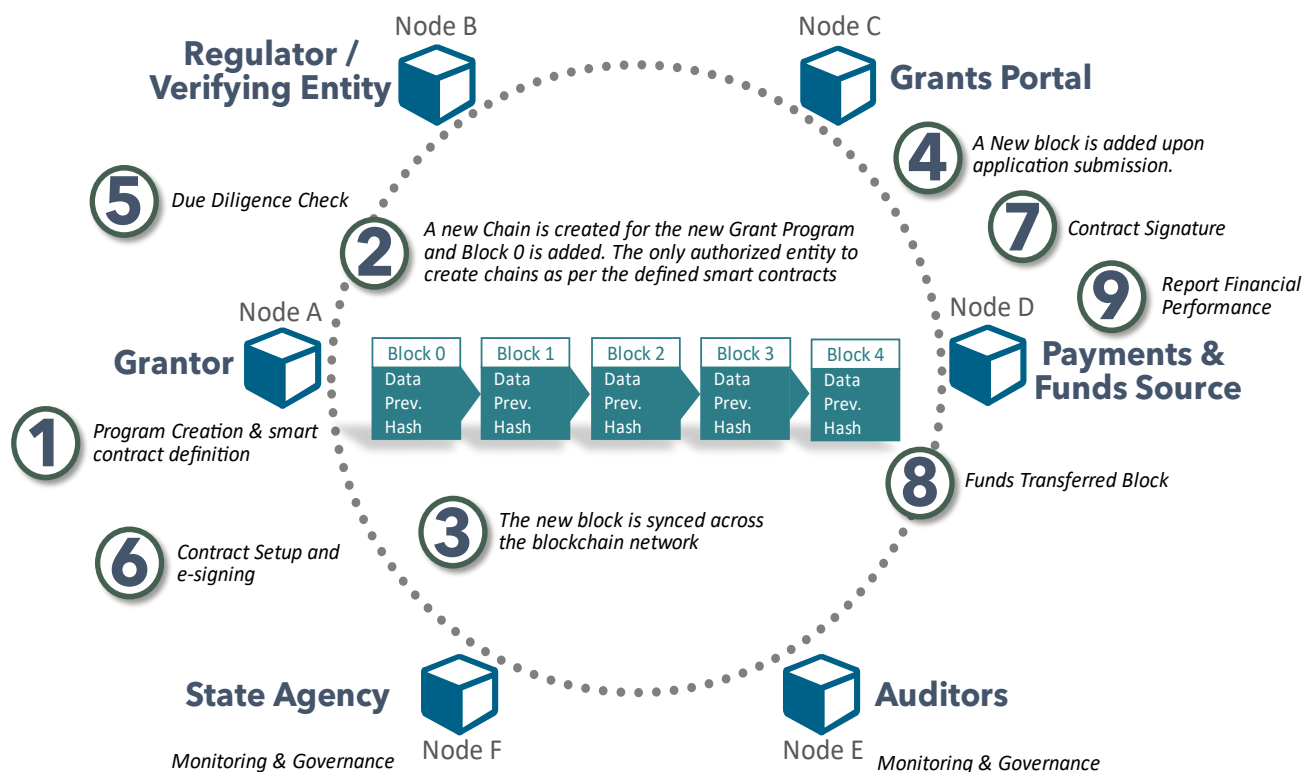 Node B
Regulator /
Verifying Entity
Node C
Grants Portal
4
A New block is added upon
application submission.
5
Due Diligence Check
7
Contract Signature
2
A new Chain is created for the new Grant Program
and Block 0 is added. The only authorized entity to
create chains as per the defined smart contracts
9
Report Financial
Performance
Node A
Grantor
Node D
Payments &
Funds Source
Block 0
Data
Prev.
Hash
Block 1
Data
Prev.
Hash
Block 2
Data
Prev.
Hash
Block 3
Data
Prev.
Hash
Block 4
Data
Prev.
Hash
1
Program Creation & smart
contract definition
8
Funds Transferred Block
3
The new block is synced across
the blockchain network
6
Contract Setup and
e-signing
State Agency
Node F
Monitoring & Governance
Auditors
Node E
Monitoring & Governance